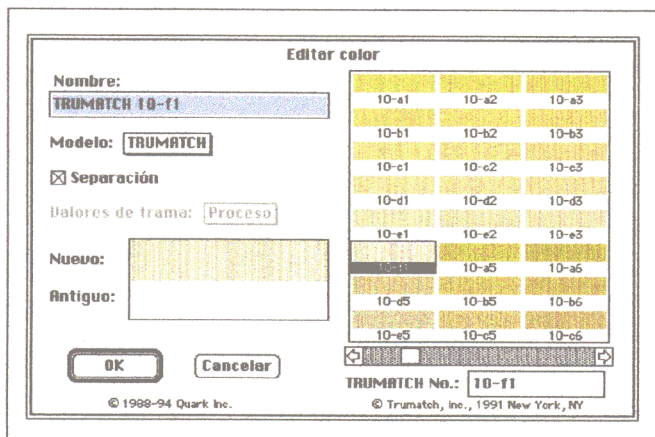 Editar color
Nombre:
TRUMATCH 10-f1
Modelo: TRUMATCH
Separación
Valores de trama: Proceso
Nuevo:
Antiguo:
OK Cancelar
© 1988-94 Quark Inc.
10-a1 10-a2 10-a3
10-b1 10-b2 10-b3
10-c1 10-c2 10-c3
10-d1 10-d2 10-d3
10-e1 10-e2 10-e3
10-f1 10-a5 10-a6
10-d5 10-b5 10-b6
10-e5 10-c5 10-c6
TRUMATCH No.: 10-f1
© Trumatch, Inc., 1991 New York, NY